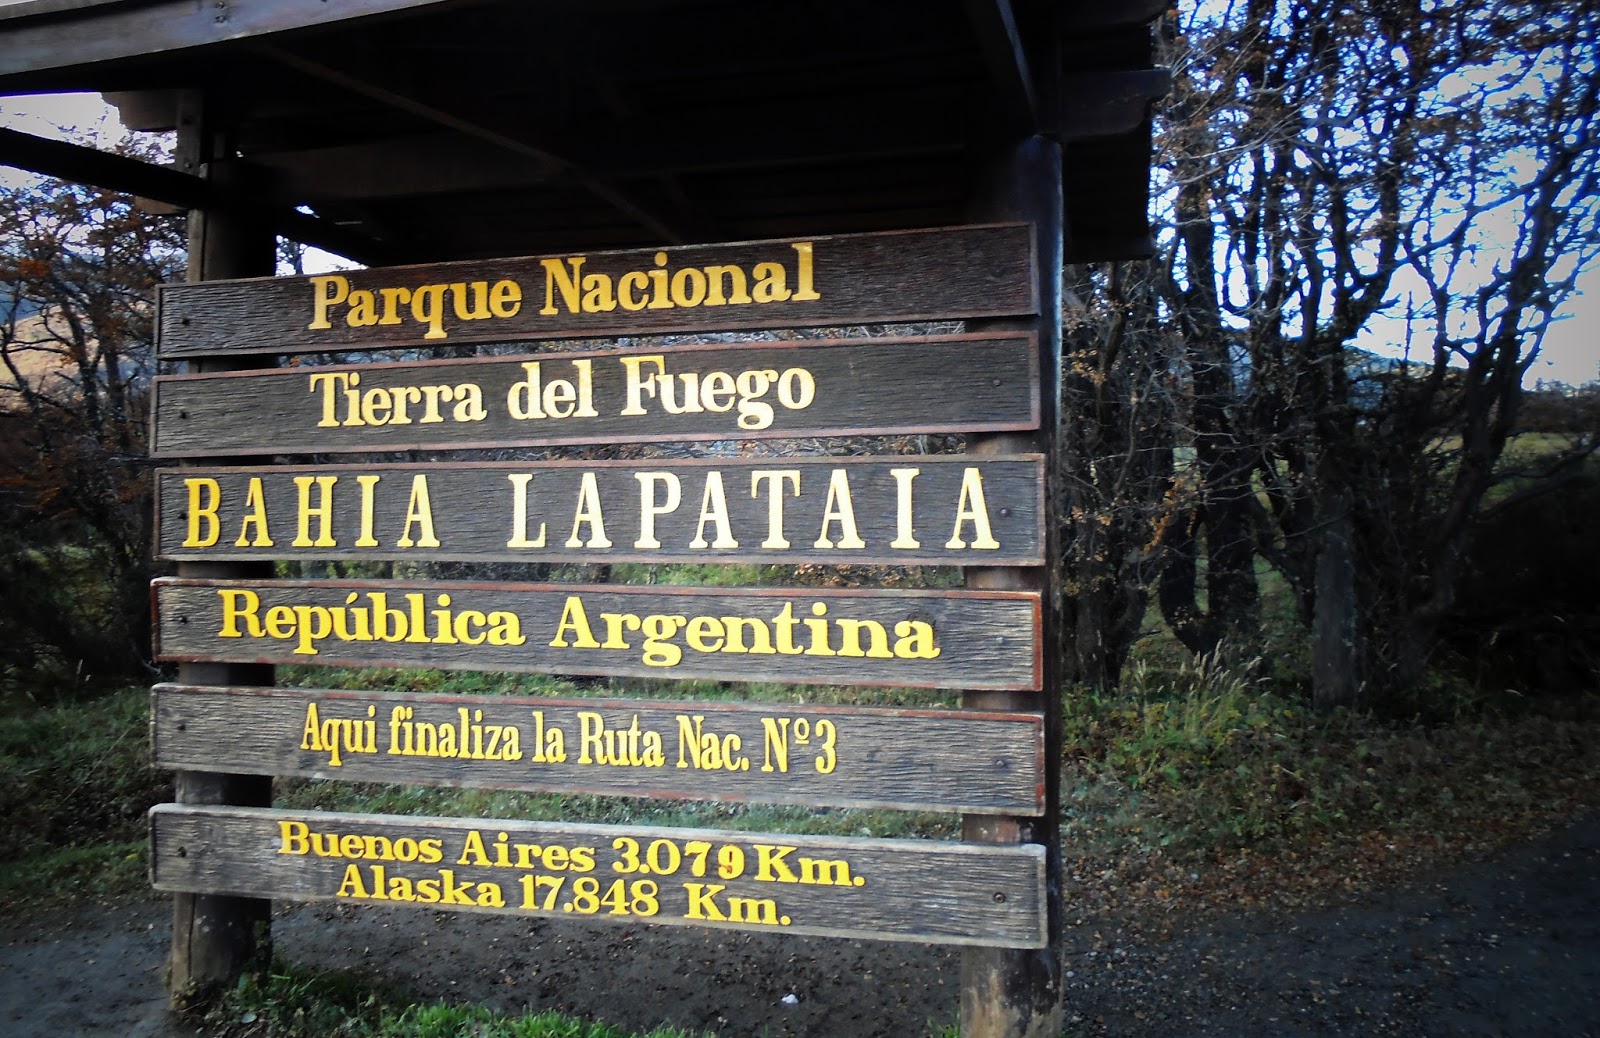 Parque Nacional
Tierra del Fuego
BAHIA LAPATAIA
República Argentina
Aqui finaliza la Ruta Nac. Nº3
Buenos Aires 3.079 Km.
Alaska 17.848 Km.